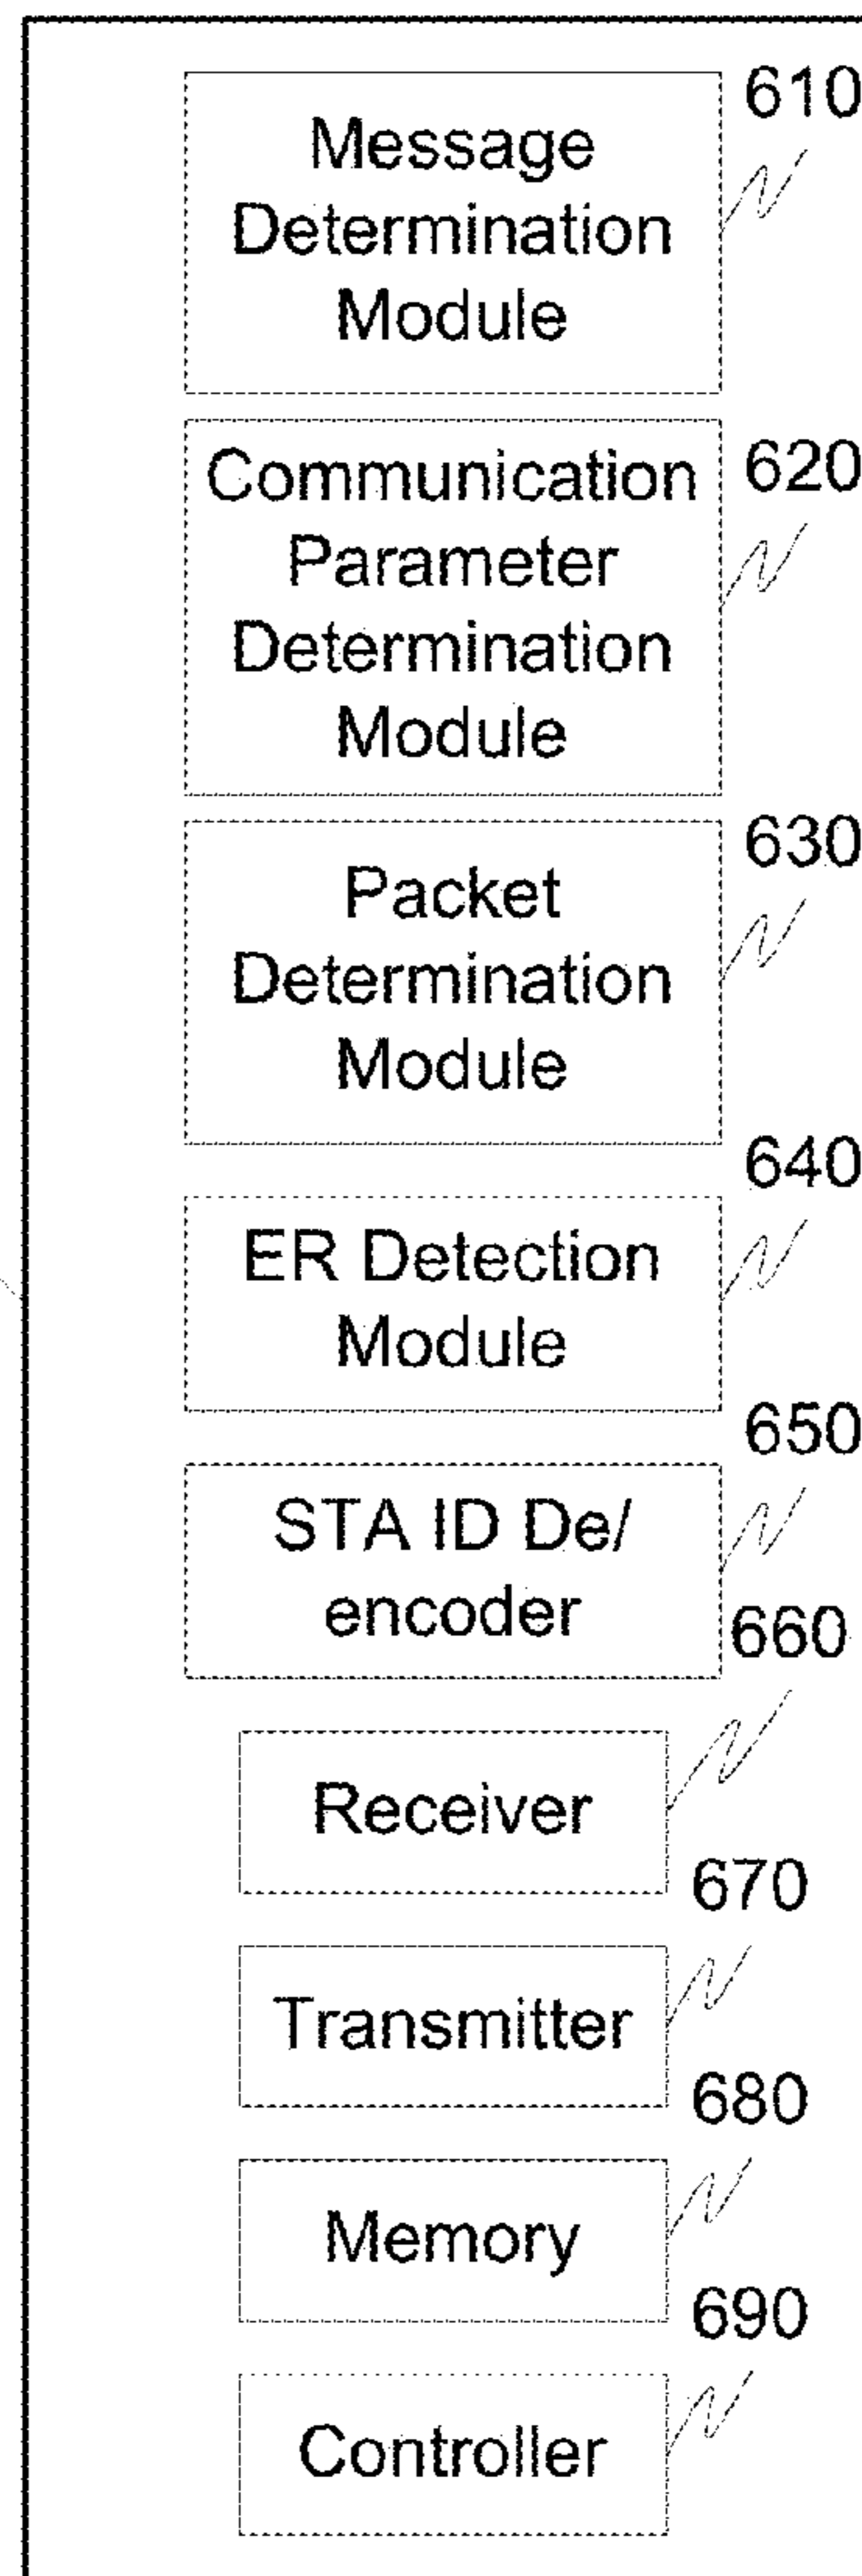 610
Message
Determination
Module
620
Communication
Parameter
Determination
Module
630
Packet
Determination
Module
640
ER Detection
Module
650
STA ID De/
encoder
660
Receiver
670
Transmitter
680
Memory
690
Controller